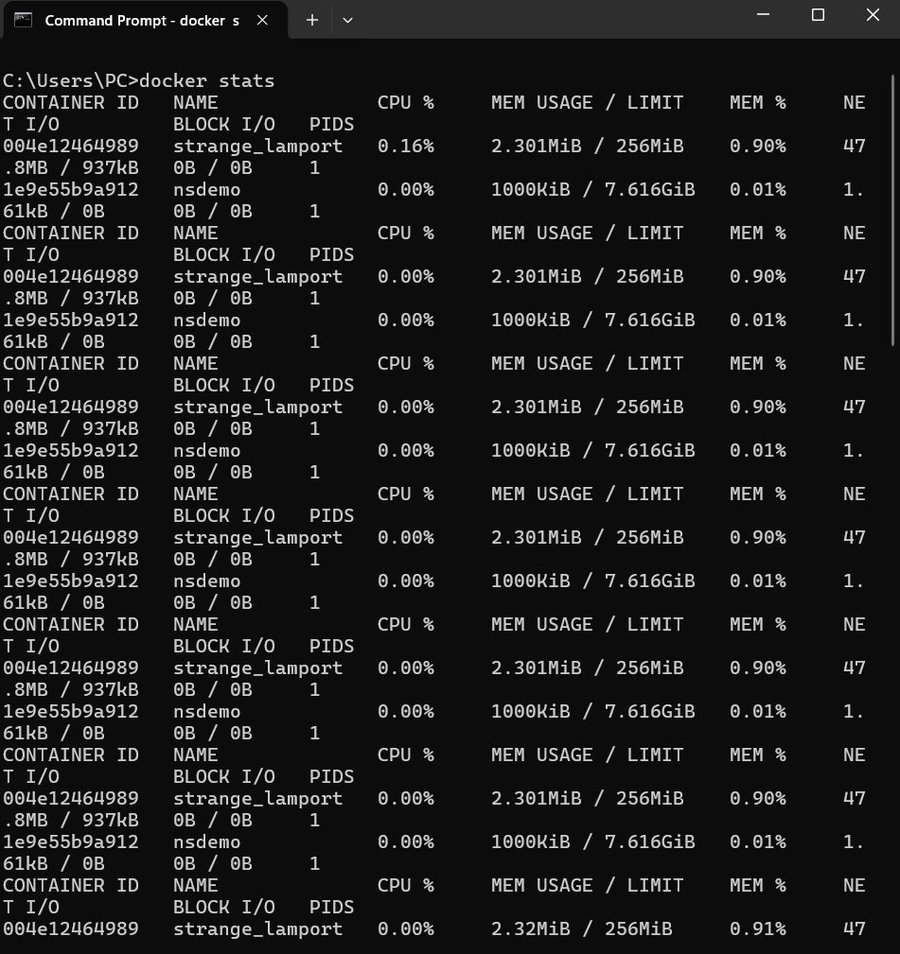 Command Prompt - docker s
C:\Users\PC>docker stats
CONTAINER ID   NAME              CPU %     MEM USAGE / LIMIT    MEM %     NE
T I/O          BLOCK I/O   PIDS
004e12464989   strange_lamport   0.16%     2.301MiB / 256MiB    0.90%     47
.8MB / 937kB   0B / 0B     1
1e9e55b9a912   nsdemo            0.00%     1000KiB / 7.616GiB   0.01%     1.
61kB / 0B      0B / 0B     1
CONTAINER ID   NAME              CPU %     MEM USAGE / LIMIT    MEM %     NE
T I/O          BLOCK I/O   PIDS
004e12464989   strange_lamport   0.00%     2.301MiB / 256MiB    0.90%     47
.8MB / 937kB   0B / 0B     1
1e9e55b9a912   nsdemo            0.00%     1000KiB / 7.616GiB   0.01%     1.
61kB / 0B      0B / 0B     1
CONTAINER ID   NAME              CPU %     MEM USAGE / LIMIT    MEM %     NE
T I/O          BLOCK I/O   PIDS
004e12464989   strange_lamport   0.00%     2.301MiB / 256MiB    0.90%     47
.8MB / 937kB   0B / 0B     1
1e9e55b9a912   nsdemo            0.00%     1000KiB / 7.616GiB   0.01%     1.
61kB / 0B      0B / 0B     1
CONTAINER ID   NAME              CPU %     MEM USAGE / LIMIT    MEM %     NE
T I/O          BLOCK I/O   PIDS
004e12464989   strange_lamport   0.00%     2.301MiB / 256MiB    0.90%     47
.8MB / 937kB   0B / 0B     1
1e9e55b9a912   nsdemo            0.00%     1000KiB / 7.616GiB   0.01%     1.
61kB / 0B      0B / 0B     1
CONTAINER ID   NAME              CPU %     MEM USAGE / LIMIT    MEM %     NE
T I/O          BLOCK I/O   PIDS
004e12464989   strange_lamport   0.00%     2.301MiB / 256MiB    0.90%     47
.8MB / 937kB   0B / 0B     1
1e9e55b9a912   nsdemo            0.00%     1000KiB / 7.616GiB   0.01%     1.
61kB / 0B      0B / 0B     1
CONTAINER ID   NAME              CPU %     MEM USAGE / LIMIT    MEM %     NE
T I/O          BLOCK I/O   PIDS
004e12464989   strange_lamport   0.00%     2.301MiB / 256MiB    0.90%     47
.8MB / 937kB   0B / 0B     1
1e9e55b9a912   nsdemo            0.00%     1000KiB / 7.616GiB   0.01%     1.
61kB / 0B      0B / 0B     1
CONTAINER ID   NAME              CPU %     MEM USAGE / LIMIT    MEM %     NE
T I/O          BLOCK I/O   PIDS
004e12464989   strange_lamport   0.00%     2.32MiB / 256MiB     0.91%     47